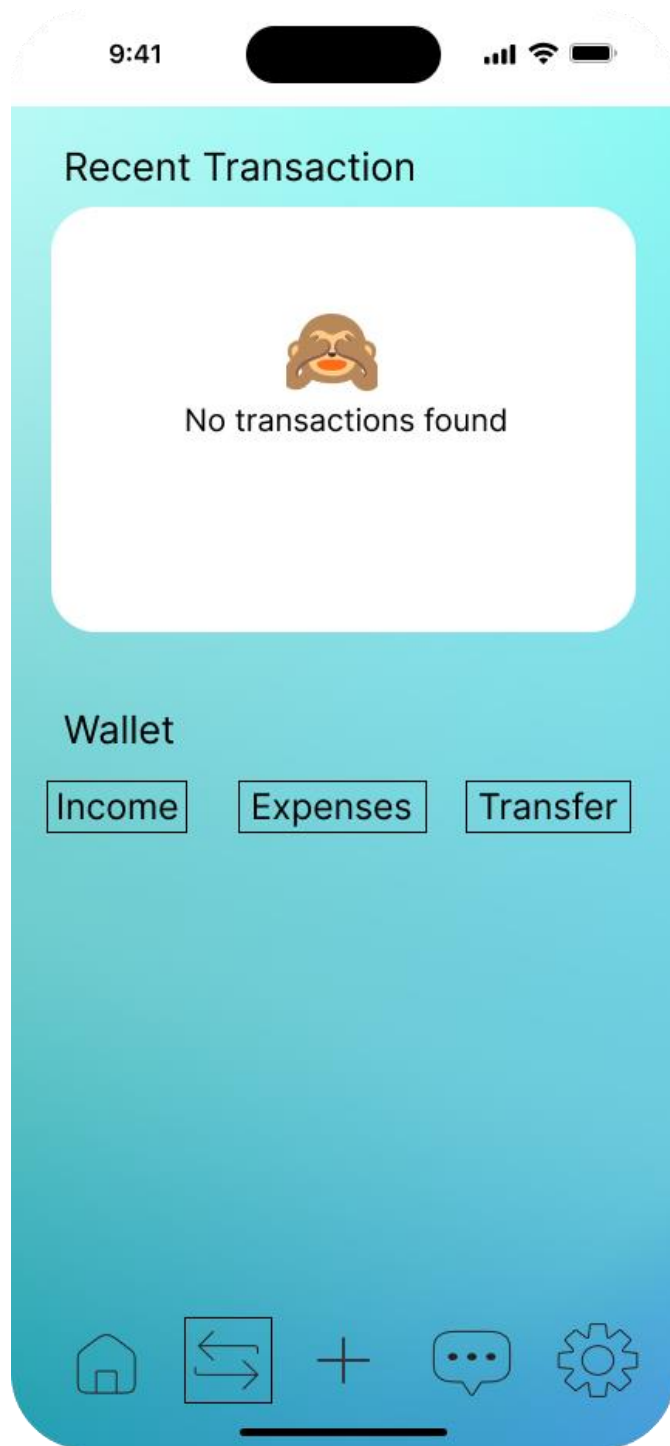 9:41
Recent Transaction
No transactions found
Wallet
Income Expenses Transfer